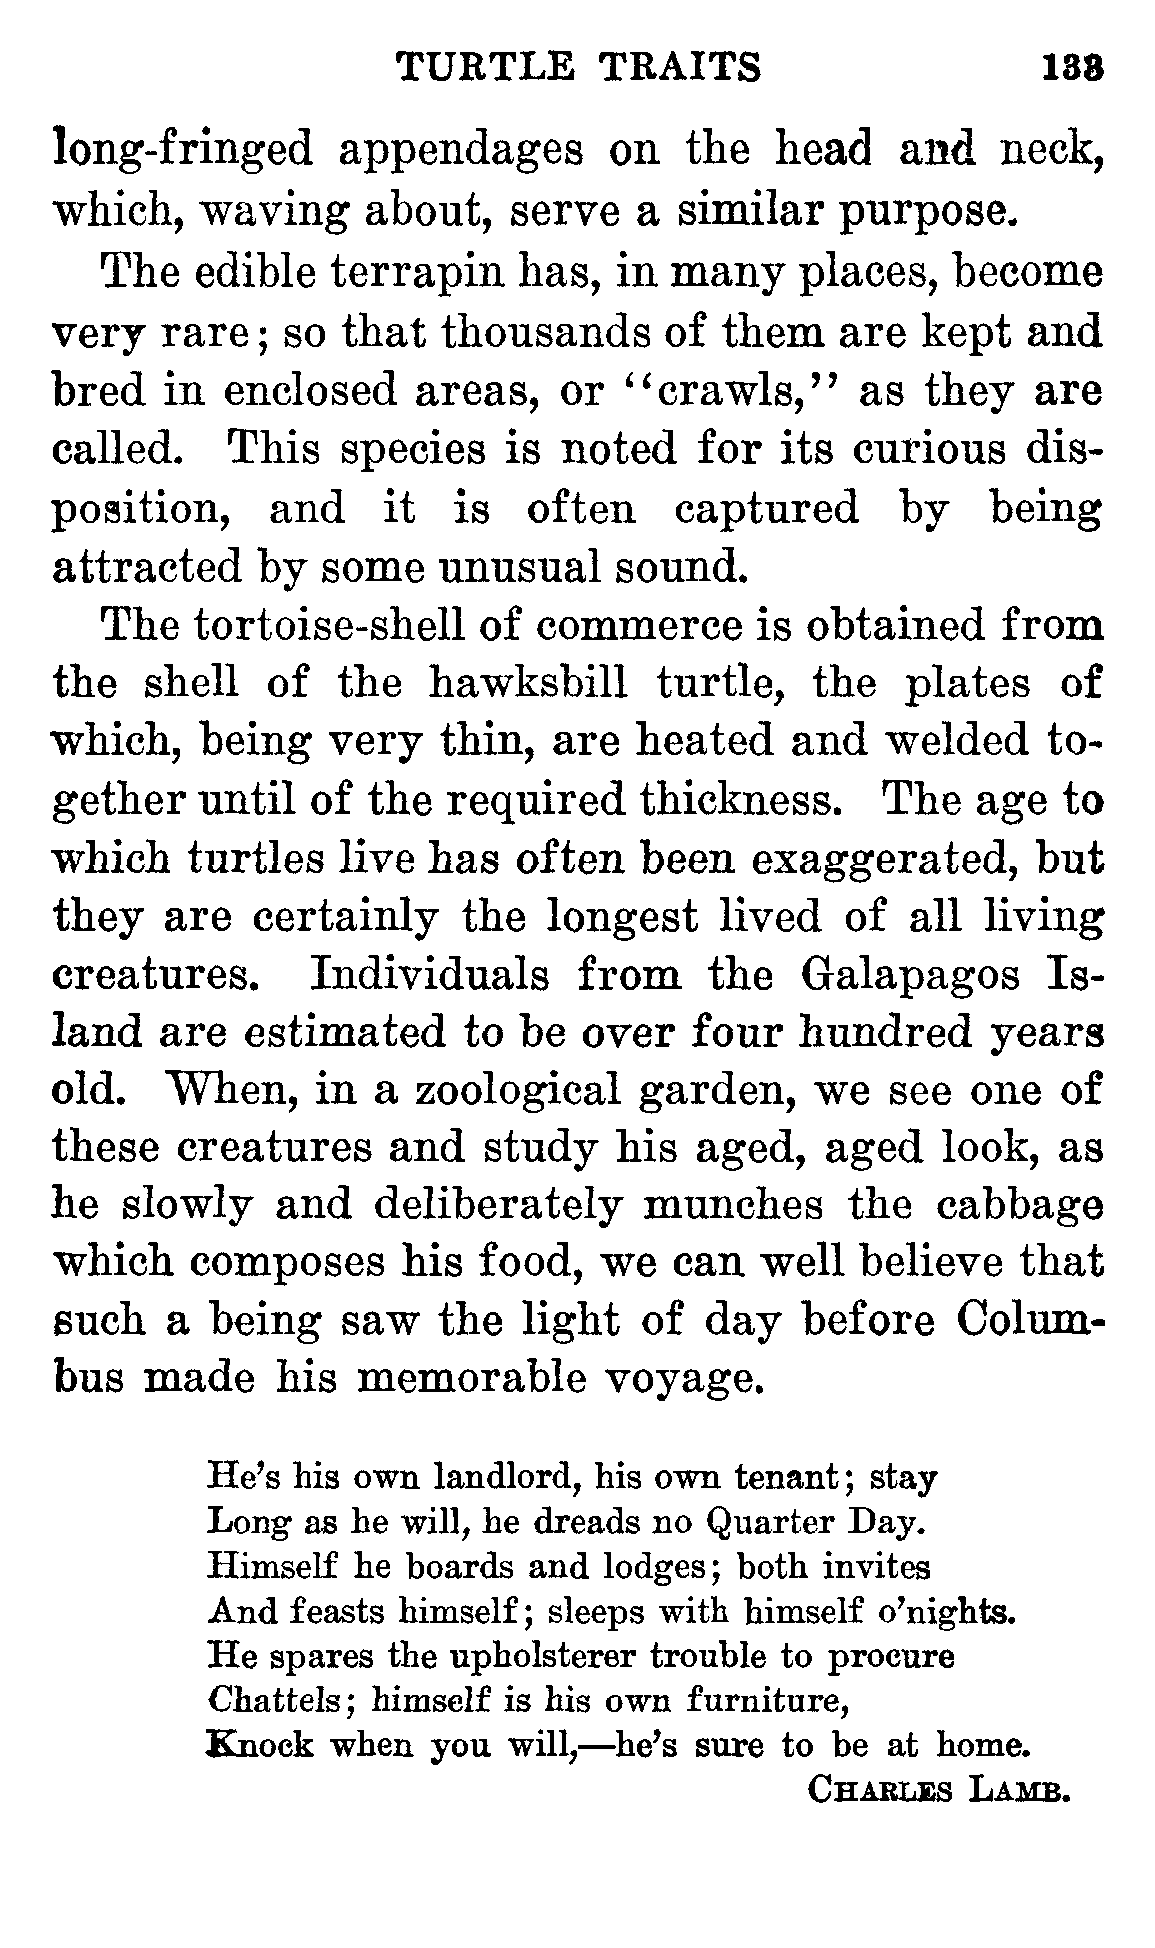 TURTLE TRAITS 133
long-fringed appendages on the head and neck,
which, waving about, serve a similar purpose.
The edible terrapin has, in many places, become
very rare; so that thousands of them are kept and
bred in enclosed areas, or “crawls,” as they are
called. This species is noted for its curious dis-
position, and it is often captured by being
attracted by some unusual sound.
The tortoise-shell of commerce is obtained from
the shell of the hawksbill turtle, the plates of
which, being very thin, are heated and welded to-
gether until of the required thickness. The age to
which turtles live has often been exaggerated, but
they are certainly the longest lived of all living
creatures. Individuals from the Galapagos Is-
land are estimated to be over four hundred years
old. When, in a zoological garden, we see one of
these creatures and study his aged, aged look, as
he slowly and deliberately munches the cabbage
which composes his food, we can well believe that
such a being saw the light of day before Colum-
bus made his memorable voyage.
He’s his own landlord, his own tenant; stay
Long as he will, he dreads no Quarter Day.
Himself he boards and lodges; both invites
And feasts himself; sleeps with himself o’nights.
He spares the upholsterer trouble to procure
Chattels; himself is his own furniture,
Knock when you will,—he’s sure to be at home.
CHARLES LAMB.